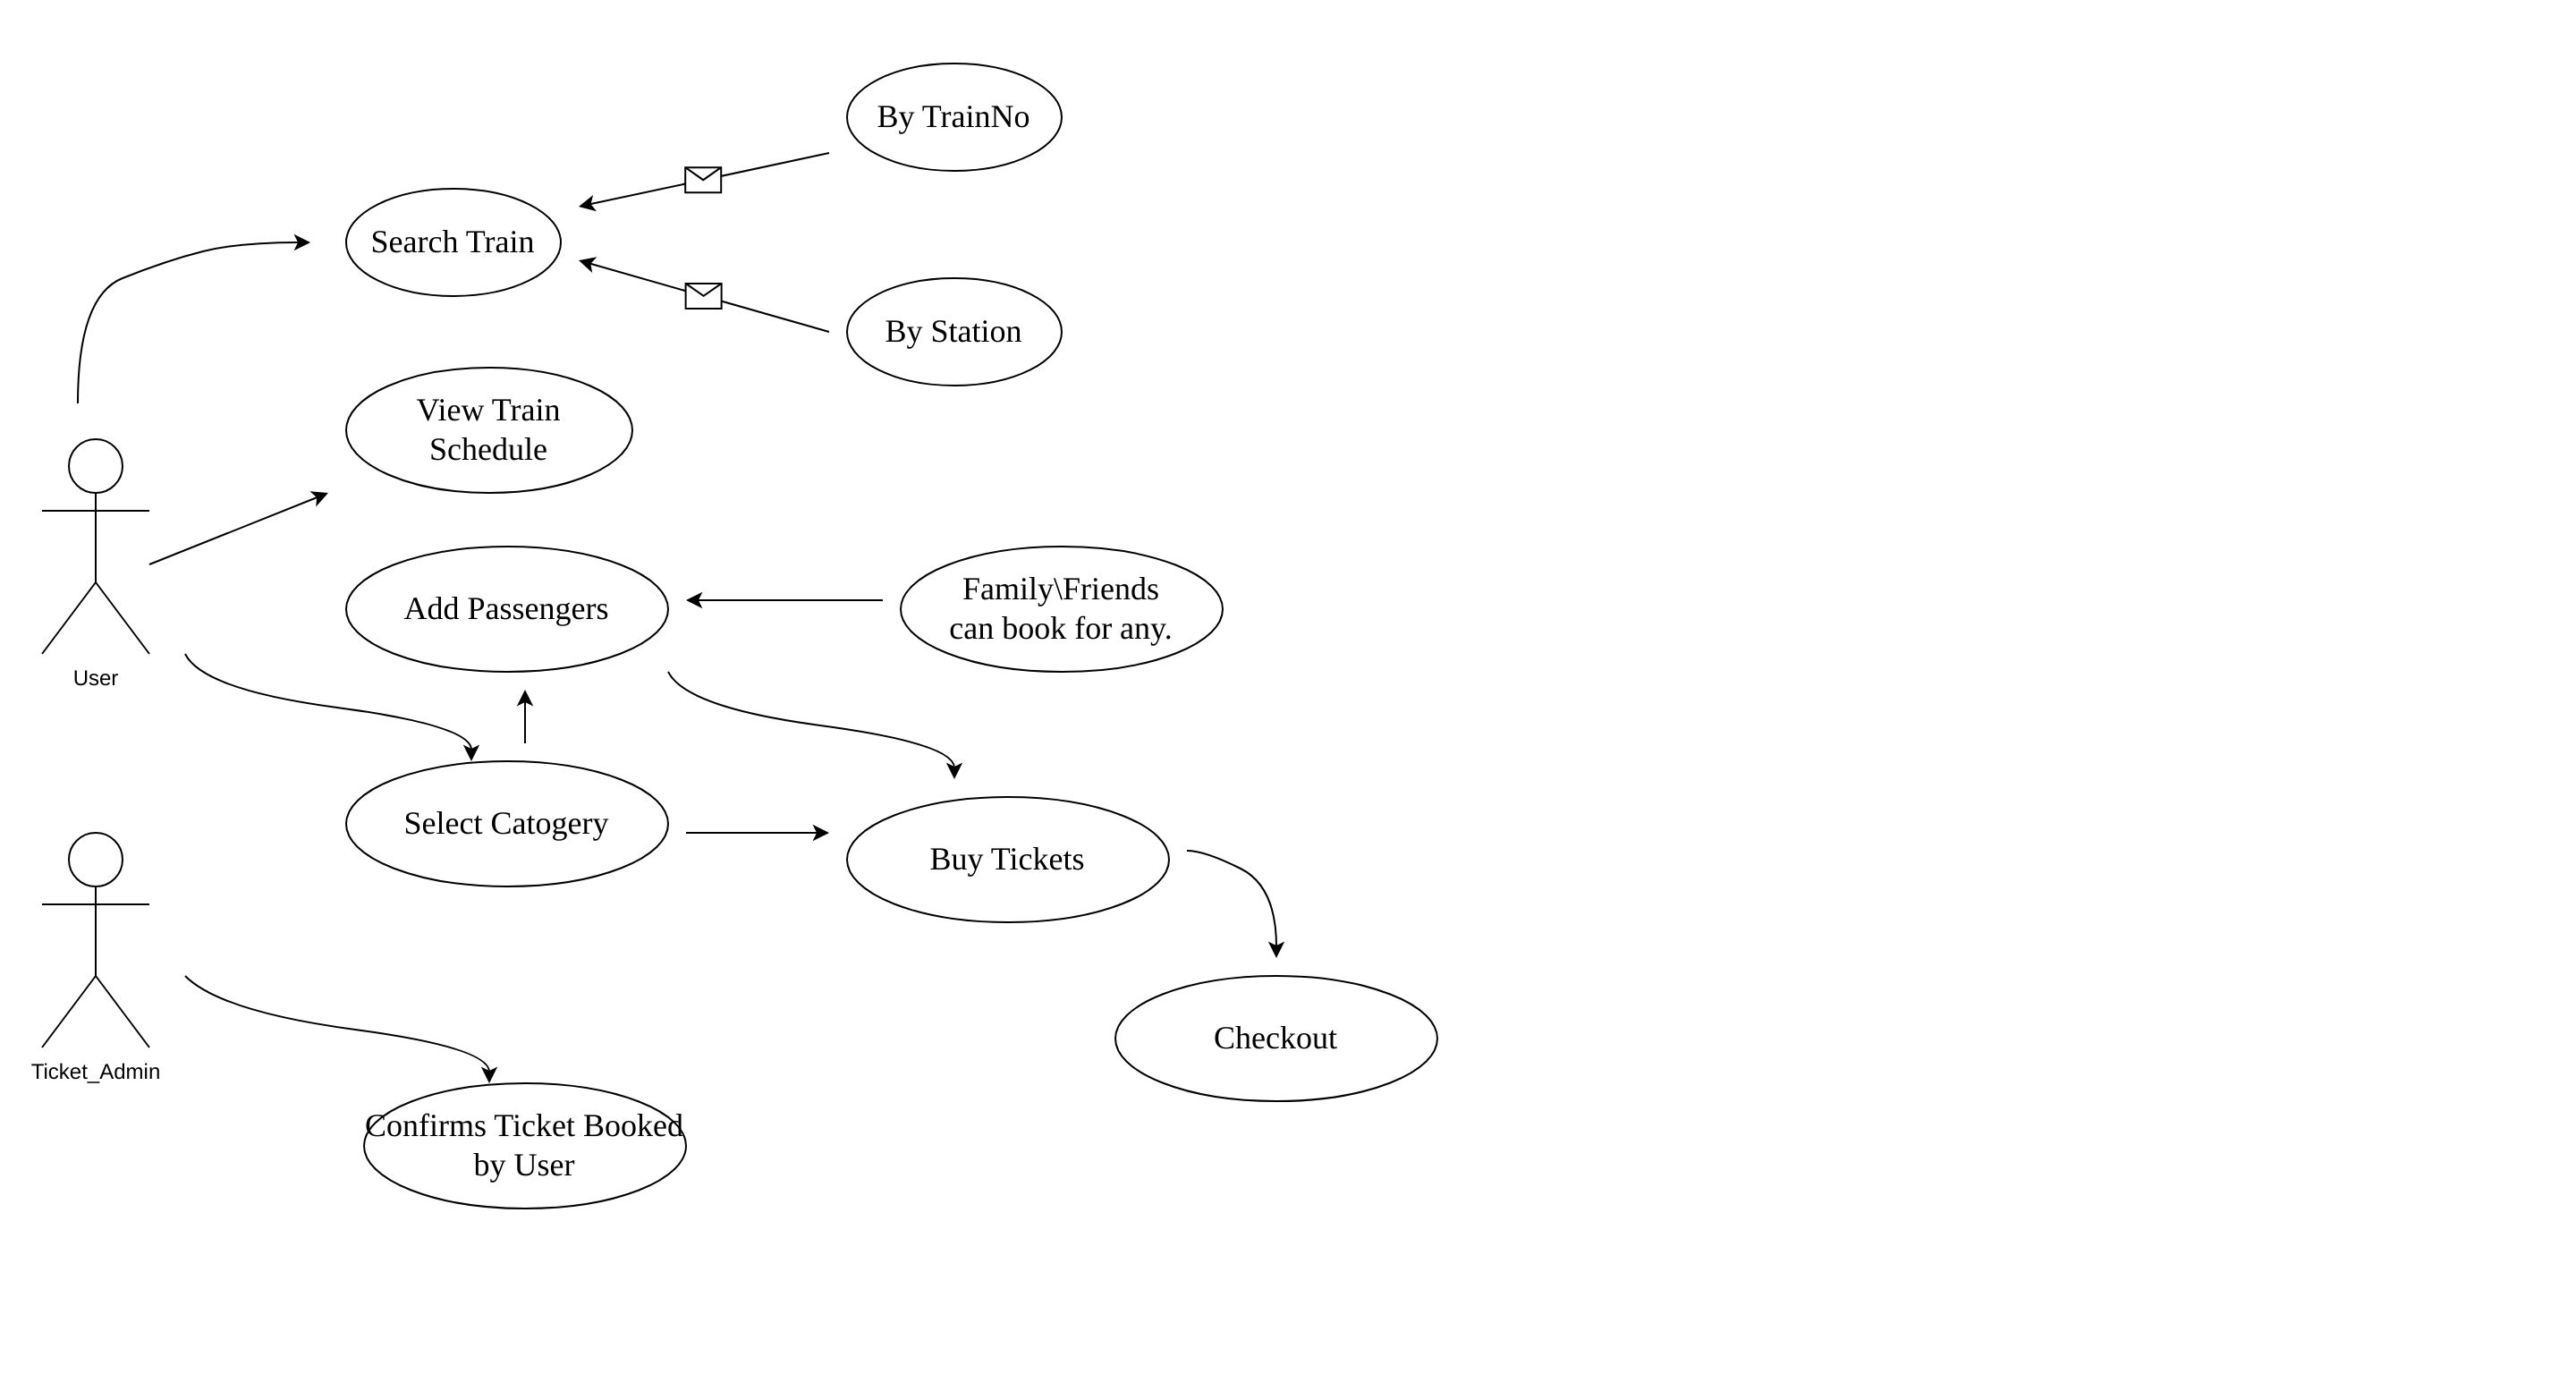 By TrainNo
Search Train
By Station
View Train
Schedule
Add Passengers
Family\Friends
can book for any.
User
Select Catogery
Buy Tickets
Checkout
Ticket_Admin
Confirms Ticket Booked
by User